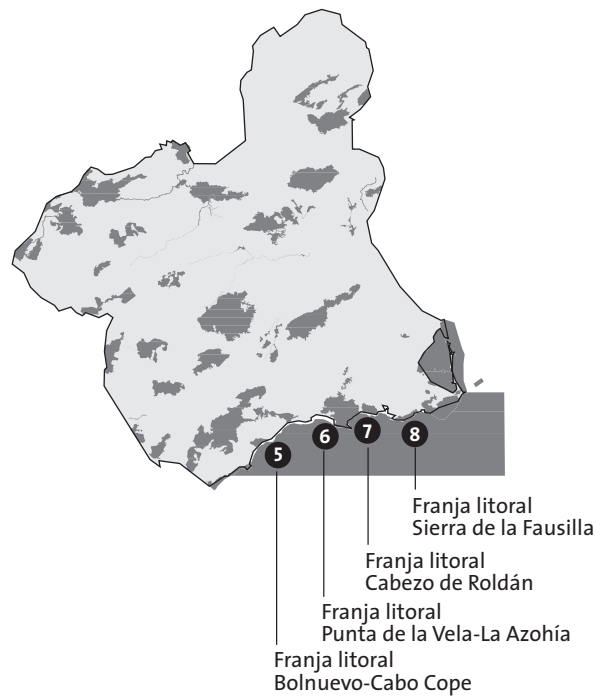 5
6
7
8
Franja litoral
Sierra de la Fausilla
Franja litoral
Cabezo de Roldán
Franja litoral
Punta de la Vela-La Azohía
Franja litoral
Bolnuevo-Cabo Cope